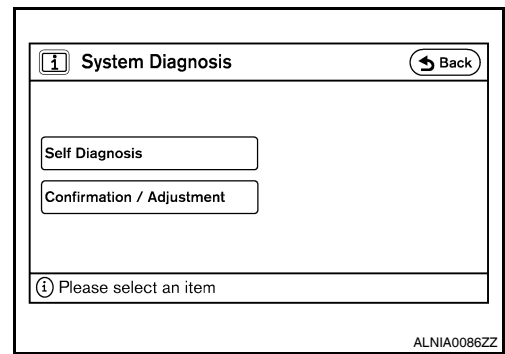 i System Diagnosis Back
Self Diagnosis
Confirmation / Adjustment
i Please select an item
ALNIA0086ZZ